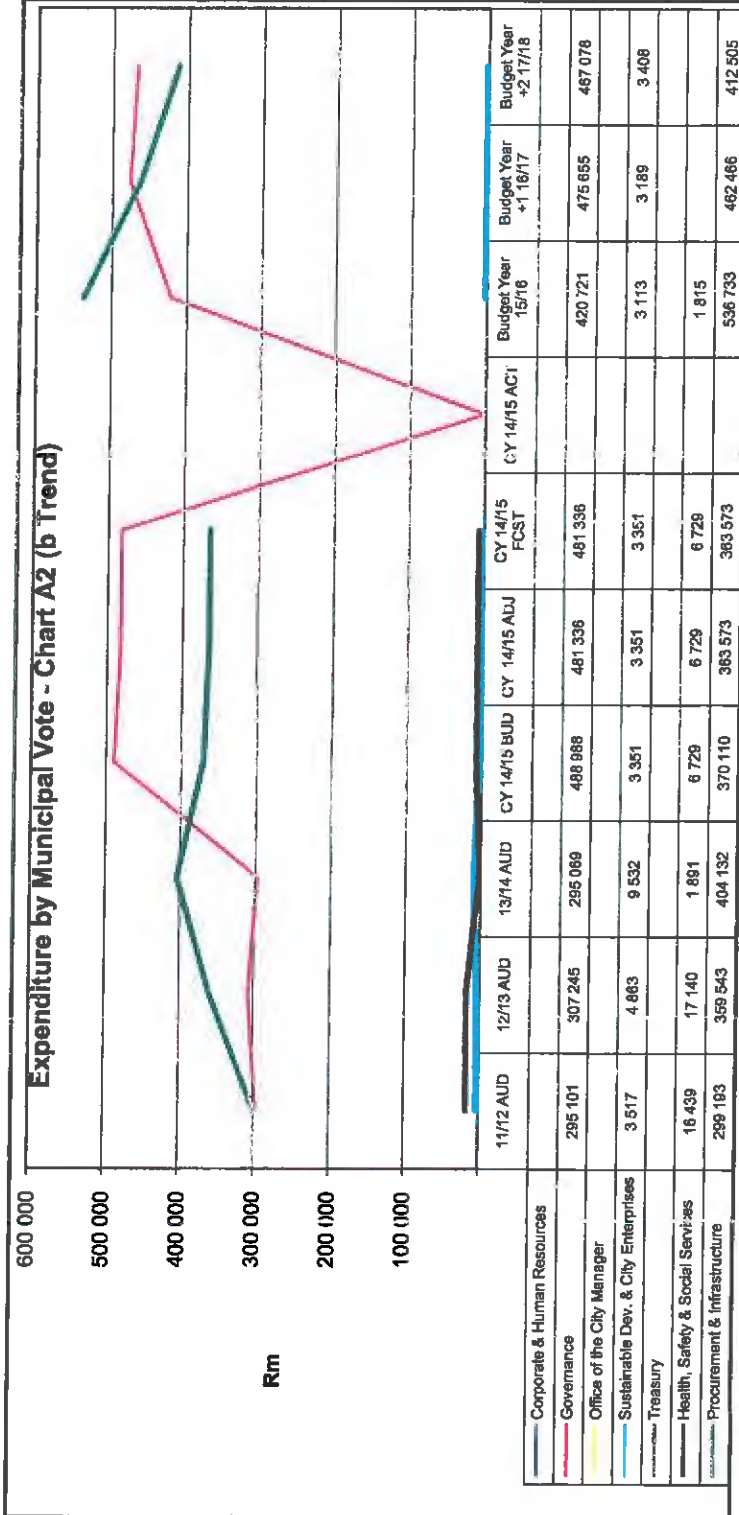 Expenditure by Municipal Vote - Chart A2 (b Trend)
600 000
500 000
400 000
300 000
200 000
100 000
Rm
11/12 AUD 12/13 AUD 13/14 AUD CY 14/15 BUD CY 14/15 ADJ CY 14/15 FCST CY 14/15 ACT Budget Year 15/16 Budget Year +1 16/17 Budget Year +2 17/18
Corporate & Human Resources
Governance 295 101 307 245 295 069 488 988 481 336 481 336 420 721 475 655 467 078
Office of the City Manager
Sustainable Dev. & City Enterprises 3 517 4 863 9 532 3 351 3 351 3 351 3 113 3 189 3 408
Treasury
Health, Safety & Social Services 16 439 17 140 1 891 6 729 6 729 6 729 1 815
Procurement & Infrastructure 299 193 359 543 404 132 370 110 363 573 363 573 536 733 462 466 412 505